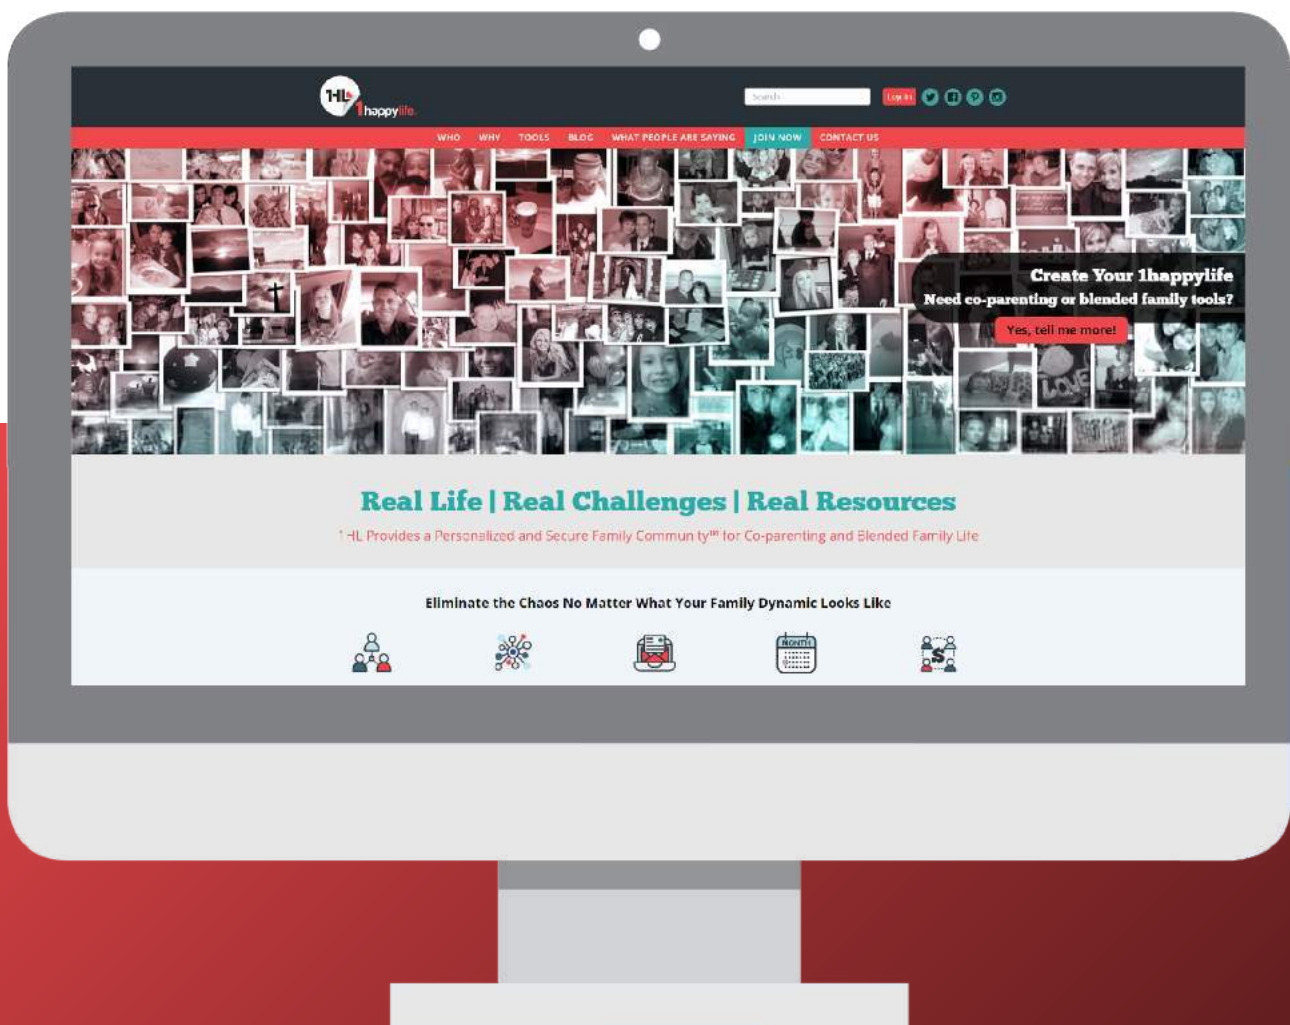 1HL
1happylife.
Search
Log In
WHO WHY TOOLS BLOG WHAT PEOPLE ARE SAYING JOIN NOW CONTACT US
Create Your 1happylife
Need co-parenting or blended family tools?
Yes, tell me more!
LOVE
Real Life | Real Challenges | Real Resources
1HL Provides a Personalized and Secure Family Community℠ for Co-parenting and Blended Family Life
Eliminate the Chaos No Matter What Your Family Dynamic Looks Like
MONTH
$